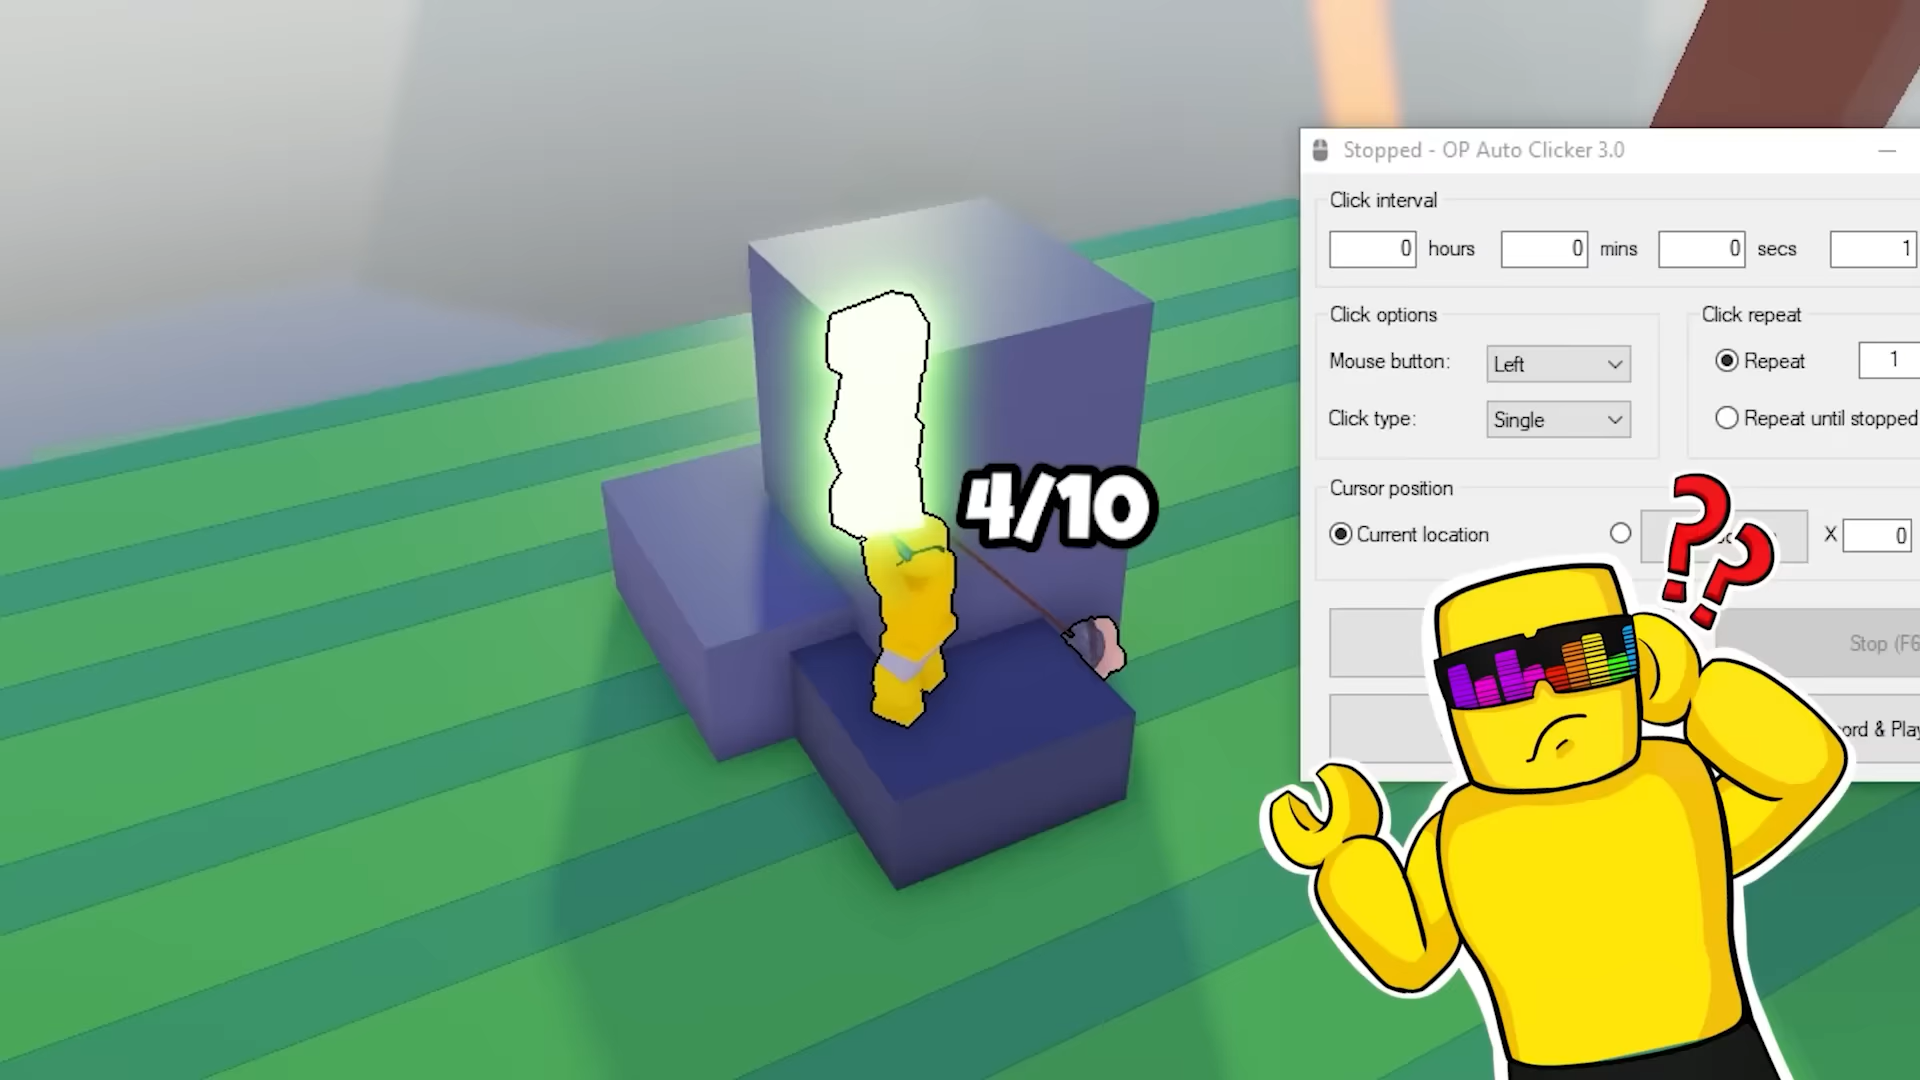 Stopped - OP Auto Clicker 3.0
Click interval
0 hours 0 mins 0 secs 1
Click options
Click repeat
Mouse button: Left
Repeat 1
Click type: Single
Repeat until stopped
4/10
Cursor position
Current location
X 0
??
Stop (F6
ord & Play